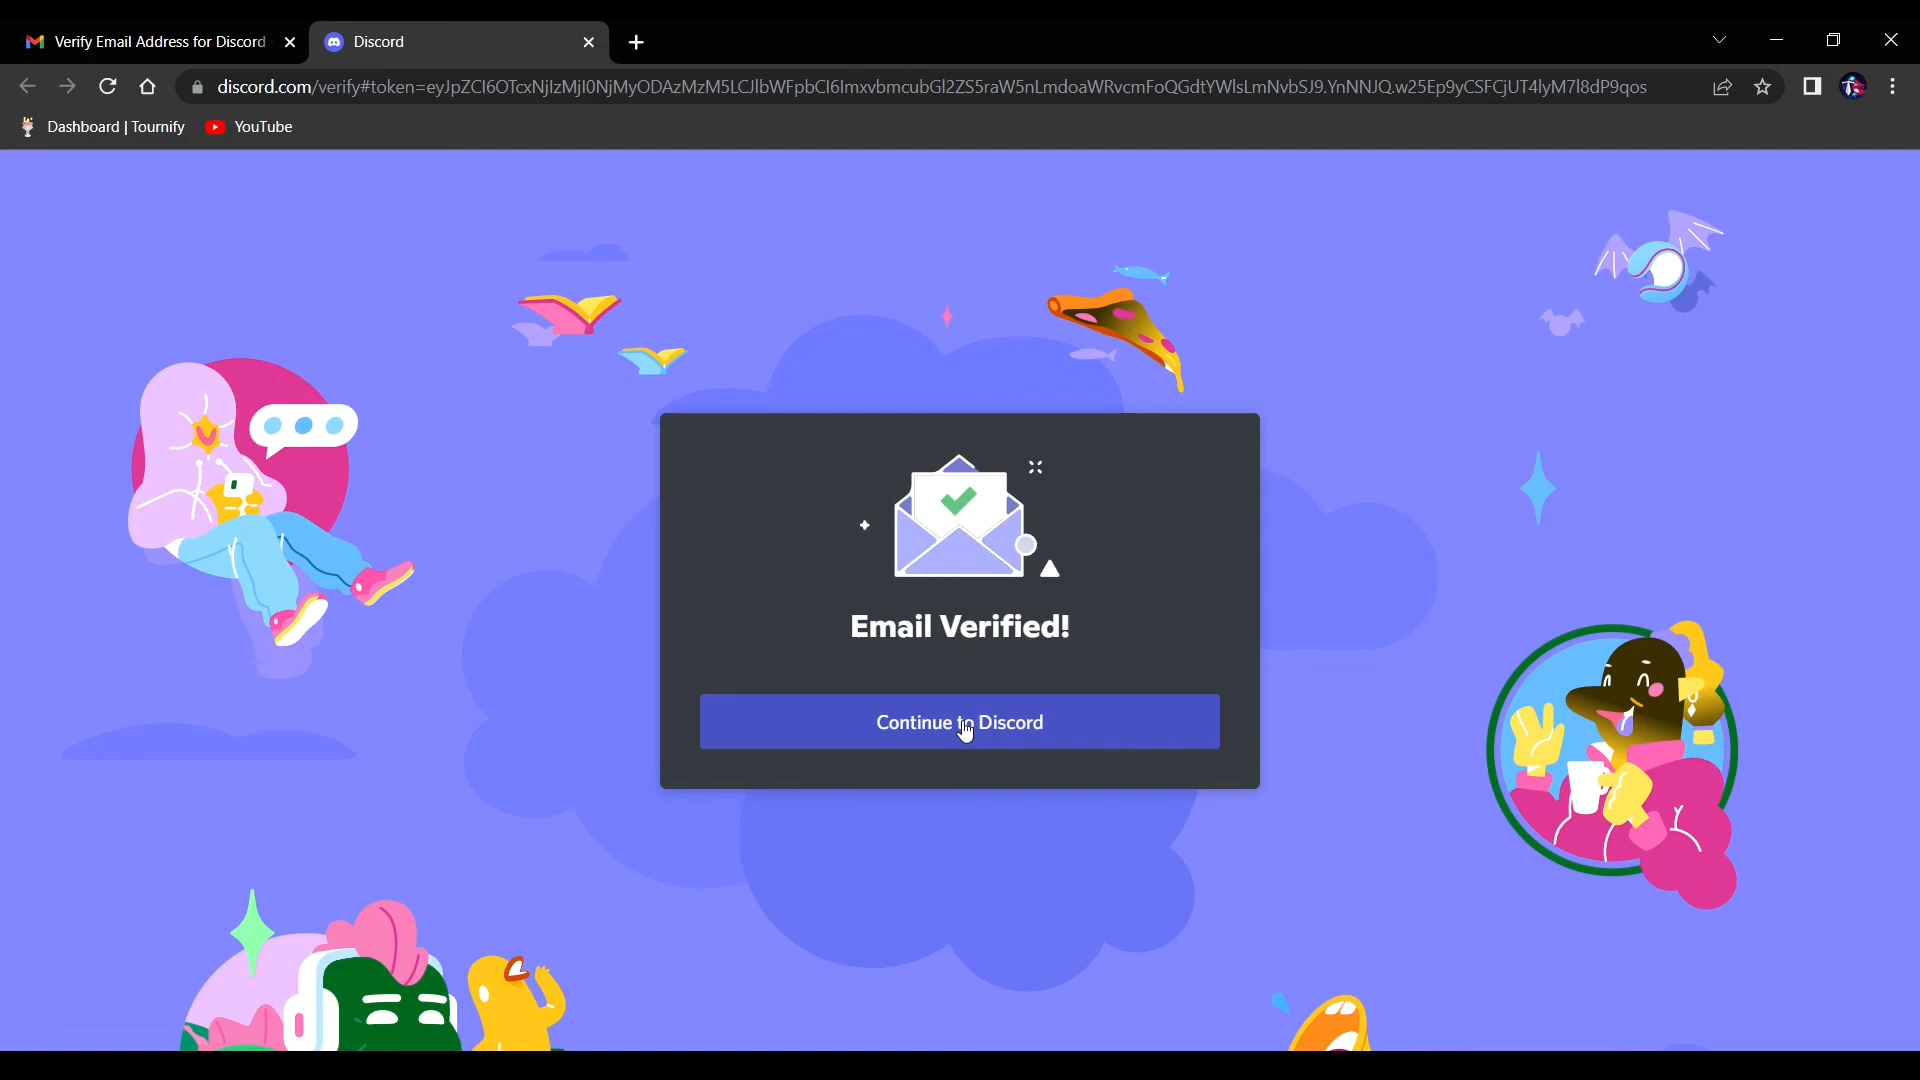 Verify Email Address for Discord
Discord
discord.com/verify#token=eyJpZCI6OTcxNjIzMjI0NjMyODAzMzM5LCJlbWFpbCI6ImxvbmcubGl2ZS5raW5nLmdoaWRvcmFoQGdtYWlsLmNvbSJ9.YnNNJQ.w25Ep9yCSFCjUT4lyM7l8dP9qos
Dashboard | Tournify
YouTube
Email Verified!
Continue to Discord